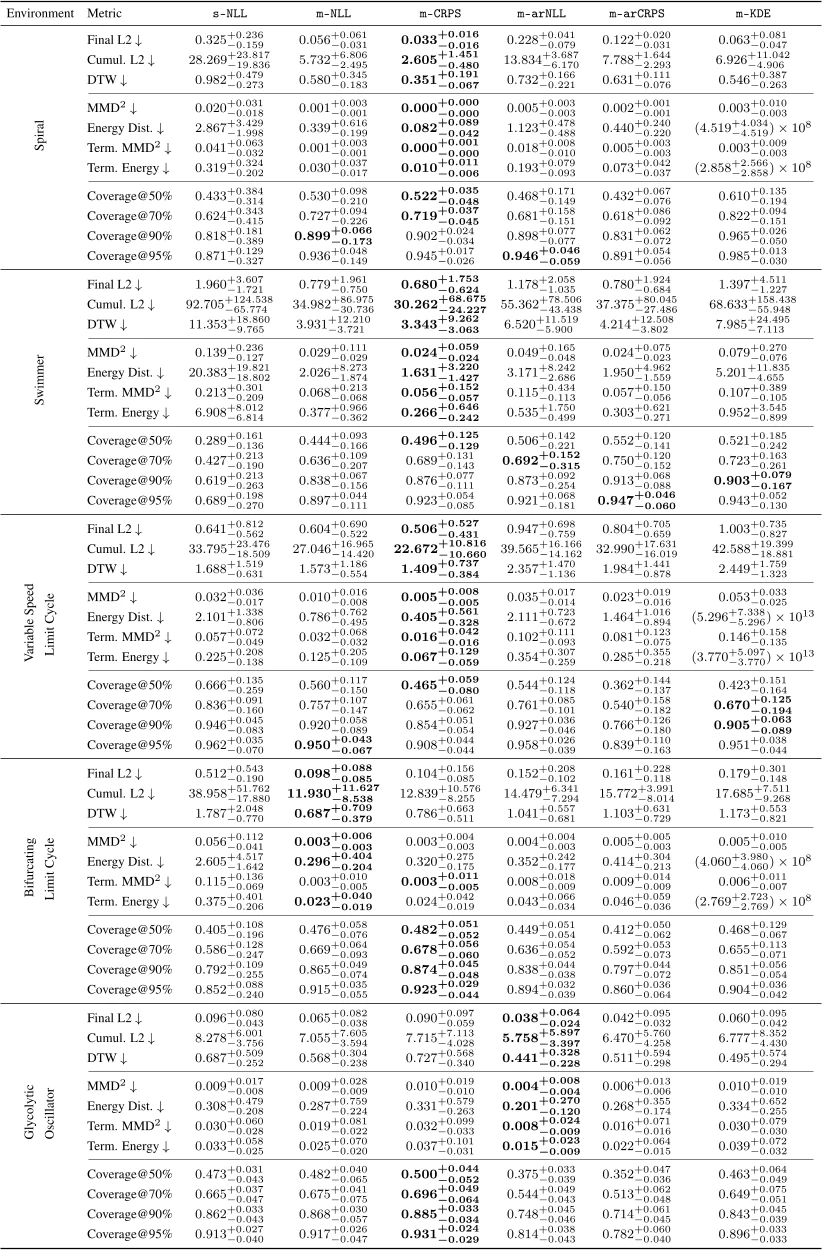 Environment Metric s-NLL m-NLL m-CRPS m-arNLL m-arCRPS m-KDE
Spiral
Final L2 ↓ 0.325+0.236−0.159 0.056+0.061−0.031 0.033+0.016−0.016 0.228+0.041−0.079 0.122+0.020−0.031 0.063+0.081−0.047
Cumul. L2 ↓ 28.269+23.817−19.836 5.732+6.806−2.495 2.605+1.451−0.480 13.834+3.687−6.170 7.788+1.644−2.293 6.926+11.042−4.906
DTW ↓ 0.982+0.479−0.273 0.580+0.345−0.183 0.351+0.191−0.067 0.732+0.166−0.221 0.631+0.111−0.076 0.546+0.387−0.263
MMD² ↓ 0.020+0.031−0.018 0.001+0.003−0.001 0.000+0.000−0.000 0.005+0.003−0.003 0.002+0.001−0.001 0.003+0.010−0.003
Energy Dist. ↓ 2.867+3.429−1.998 0.339+0.616−0.199 0.082+0.089−0.042 1.123+0.478−0.488 0.440+0.240−0.220 (4.519+4.034−4.519) × 10⁸
Term. MMD² ↓ 0.041+0.063−0.032 0.001+0.003−0.001 0.000+0.001−0.000 0.018+0.008−0.010 0.005+0.003−0.003 0.003+0.009−0.003
Term. Energy ↓ 0.319+0.324−0.202 0.030+0.037−0.017 0.010+0.011−0.006 0.193+0.079−0.093 0.073+0.042−0.037 (2.858+2.566−2.858) × 10⁸
Coverage@50% 0.433+0.384−0.314 0.530+0.098−0.210 0.522+0.035−0.048 0.468+0.171−0.149 0.432+0.067−0.076 0.610+0.135−0.194
Coverage@70% 0.624+0.343−0.415 0.727+0.094−0.226 0.719+0.037−0.045 0.681+0.158−0.151 0.618+0.086−0.092 0.822+0.094−0.151
Coverage@90% 0.818+0.181−0.389 0.899+0.066−0.173 0.902+0.024−0.034 0.898+0.077−0.077 0.831+0.062−0.072 0.965+0.026−0.050
Coverage@95% 0.871+0.129−0.327 0.936+0.048−0.149 0.945+0.017−0.026 0.946+0.046−0.059 0.891+0.054−0.056 0.985+0.013−0.030
Swimmer
Final L2 ↓ 1.960+3.607−1.721 0.779+1.961−0.750 0.680+1.753−0.624 1.178+2.058−1.035 0.780+1.924−0.684 1.397+4.511−1.227
Cumul. L2 ↓ 92.705+124.538−65.774 34.982+86.975−30.736 30.262+68.675−24.227 55.362+78.506−43.438 37.375+80.045−27.486 68.633+158.438−55.948
DTW ↓ 11.353+18.860−9.765 3.931+12.210−3.721 3.343+9.262−3.063 6.520+11.519−5.900 4.214+12.508−3.802 7.985+24.495−7.113
MMD² ↓ 0.139+0.236−0.127 0.029+0.111−0.029 0.024+0.059−0.024 0.049+0.165−0.048 0.024+0.075−0.023 0.079+0.270−0.076
Energy Dist. ↓ 20.383+19.821−18.802 2.026+8.273−1.874 1.631+3.220−1.427 3.171+8.242−2.686 1.950+4.962−1.559 5.201+11.835−4.655
Term. MMD² ↓ 0.213+0.301−0.209 0.068+0.213−0.068 0.056+0.152−0.057 0.115+0.434−0.113 0.057+0.150−0.056 0.107+0.389−0.105
Term. Energy ↓ 6.908+8.012−6.814 0.377+0.966−0.362 0.266+0.646−0.242 0.535+1.750−0.499 0.303+0.621−0.271 0.952+3.545−0.899
Coverage@50% 0.289+0.161−0.136 0.444+0.093−0.166 0.496+0.125−0.129 0.506+0.142−0.221 0.552+0.120−0.141 0.521+0.185−0.242
Coverage@70% 0.427+0.213−0.190 0.636+0.109−0.207 0.689+0.131−0.143 0.692+0.152−0.315 0.750+0.120−0.152 0.723+0.163−0.261
Coverage@90% 0.619+0.213−0.263 0.838+0.067−0.156 0.876+0.077−0.111 0.873+0.092−0.254 0.913+0.068−0.088 0.903+0.079−0.167
Coverage@95% 0.689+0.198−0.270 0.897+0.044−0.111 0.923+0.054−0.085 0.921+0.068−0.181 0.947+0.046−0.060 0.943+0.052−0.130
Variable Speed
Limit Cycle
Final L2 ↓ 0.641+0.812−0.562 0.604+0.690−0.522 0.506+0.527−0.431 0.947+0.698−0.759 0.804+0.705−0.659 1.003+0.735−0.827
Cumul. L2 ↓ 33.795+23.476−18.509 27.046+16.965−14.420 22.672+10.816−10.660 39.565+16.166−14.162 32.990+17.631−16.019 42.588+19.399−18.881
DTW ↓ 1.688+1.519−0.631 1.573+1.186−0.554 1.409+0.737−0.384 2.357+1.470−1.136 1.984+1.441−0.878 2.449+1.759−1.323
MMD² ↓ 0.032+0.036−0.017 0.010+0.016−0.008 0.005+0.008−0.005 0.035+0.017−0.014 0.023+0.019−0.016 0.053+0.033−0.025
Energy Dist. ↓ 2.101+1.338−0.806 0.786+0.762−0.495 0.405+0.561−0.328 2.111+0.723−0.672 1.464+1.016−0.894 (5.296+7.338−5.296) × 10¹³
Term. MMD² ↓ 0.057+0.072−0.049 0.032+0.068−0.032 0.016+0.042−0.016 0.102+0.111−0.093 0.081+0.123−0.075 0.146+0.158−0.135
Term. Energy ↓ 0.225+0.208−0.138 0.125+0.205−0.109 0.067+0.129−0.059 0.354+0.307−0.259 0.285+0.355−0.218 (3.770+5.097−3.770) × 10¹³
Coverage@50% 0.666+0.135−0.259 0.560+0.117−0.150 0.465+0.059−0.080 0.544+0.124−0.118 0.362+0.144−0.137 0.423+0.151−0.164
Coverage@70% 0.836+0.091−0.160 0.757+0.107−0.147 0.655+0.061−0.062 0.761+0.085−0.101 0.540+0.158−0.182 0.670+0.125−0.194
Coverage@90% 0.946+0.045−0.083 0.920+0.058−0.089 0.854+0.051−0.054 0.927+0.036−0.046 0.766+0.126−0.180 0.905+0.063−0.089
Coverage@95% 0.962+0.035−0.070 0.950+0.043−0.067 0.908+0.044−0.044 0.958+0.026−0.039 0.839+0.110−0.163 0.951+0.038−0.044
Bifurcating
Limit Cycle
Final L2 ↓ 0.512+0.543−0.190 0.098+0.088−0.085 0.104+0.156−0.085 0.152+0.208−0.102 0.161+0.228−0.118 0.179+0.301−0.148
Cumul. L2 ↓ 38.958+51.762−17.880 11.930+11.627−8.538 12.839+10.576−8.255 14.479+6.341−7.294 15.772+3.991−8.014 17.685+7.511−9.268
DTW ↓ 1.787+2.048−0.770 0.687+0.709−0.379 0.786+0.663−0.511 1.041+0.557−0.681 1.103+0.631−0.729 1.173+0.553−0.821
MMD² ↓ 0.056+0.112−0.041 0.003+0.006−0.003 0.003+0.004−0.003 0.004+0.004−0.003 0.005+0.005−0.003 0.005+0.010−0.005
Energy Dist. ↓ 2.605+4.517−1.642 0.296+0.404−0.204 0.320+0.275−0.175 0.352+0.242−0.177 0.414+0.304−0.213 (4.060+3.980−4.060) × 10⁸
Term. MMD² ↓ 0.115+0.136−0.069 0.003+0.010−0.005 0.003+0.011−0.005 0.008+0.018−0.009 0.009+0.014−0.009 0.006+0.011−0.007
Term. Energy ↓ 0.375+0.401−0.206 0.023+0.040−0.019 0.024+0.042−0.019 0.043+0.066−0.034 0.046+0.059−0.036 (2.769+2.723−2.769) × 10⁸
Coverage@50% 0.405+0.108−0.196 0.476+0.058−0.076 0.482+0.051−0.052 0.449+0.051−0.054 0.412+0.050−0.062 0.468+0.129−0.067
Coverage@70% 0.586+0.128−0.247 0.669+0.064−0.093 0.678+0.056−0.060 0.636+0.054−0.052 0.592+0.053−0.073 0.655+0.113−0.071
Coverage@90% 0.792+0.109−0.255 0.865+0.049−0.074 0.874+0.045−0.048 0.838+0.044−0.038 0.797+0.044−0.072 0.851+0.056−0.054
Coverage@95% 0.852+0.088−0.240 0.915+0.035−0.055 0.923+0.029−0.044 0.894+0.032−0.039 0.860+0.036−0.064 0.904+0.036−0.042
Glycolytic
Oscillator
Final L2 ↓ 0.096+0.080−0.043 0.065+0.082−0.038 0.090+0.097−0.059 0.038+0.064−0.024 0.042+0.095−0.032 0.060+0.095−0.042
Cumul. L2 ↓ 8.278+6.001−3.756 7.055+7.605−3.594 7.715+7.113−4.028 5.758+5.897−3.397 6.470+5.760−4.258 6.777+8.352−4.430
DTW ↓ 0.687+0.509−0.252 0.568+0.304−0.238 0.727+0.568−0.340 0.441+0.328−0.228 0.511+0.594−0.298 0.495+0.574−0.294
MMD² ↓ 0.009+0.017−0.008 0.009+0.028−0.009 0.010+0.019−0.010 0.004+0.008−0.004 0.006+0.013−0.006 0.010+0.019−0.010
Energy Dist. ↓ 0.308+0.479−0.208 0.287+0.759−0.224 0.331+0.579−0.263 0.201+0.270−0.120 0.268+0.355−0.174 0.334+0.652−0.255
Term. MMD² ↓ 0.030+0.060−0.028 0.019+0.081−0.022 0.032+0.099−0.033 0.008+0.024−0.009 0.016+0.071−0.016 0.030+0.079−0.030
Term. Energy ↓ 0.033+0.058−0.025 0.025+0.070−0.020 0.037+0.101−0.031 0.015+0.023−0.009 0.022+0.064−0.015 0.039+0.072−0.032
Coverage@50% 0.473+0.031−0.043 0.482+0.040−0.065 0.500+0.044−0.052 0.375+0.033−0.039 0.352+0.047−0.036 0.463+0.064−0.049
Coverage@70% 0.665+0.037−0.047 0.675+0.041−0.075 0.696+0.049−0.064 0.544+0.049−0.043 0.513+0.062−0.048 0.649+0.075−0.051
Coverage@90% 0.862+0.033−0.043 0.868+0.030−0.057 0.885+0.033−0.034 0.748+0.045−0.046 0.714+0.061−0.045 0.843+0.045−0.039
Coverage@95% 0.913+0.027−0.040 0.917+0.026−0.047 0.931+0.024−0.029 0.814+0.038−0.043 0.782+0.060−0.040 0.896+0.033−0.033